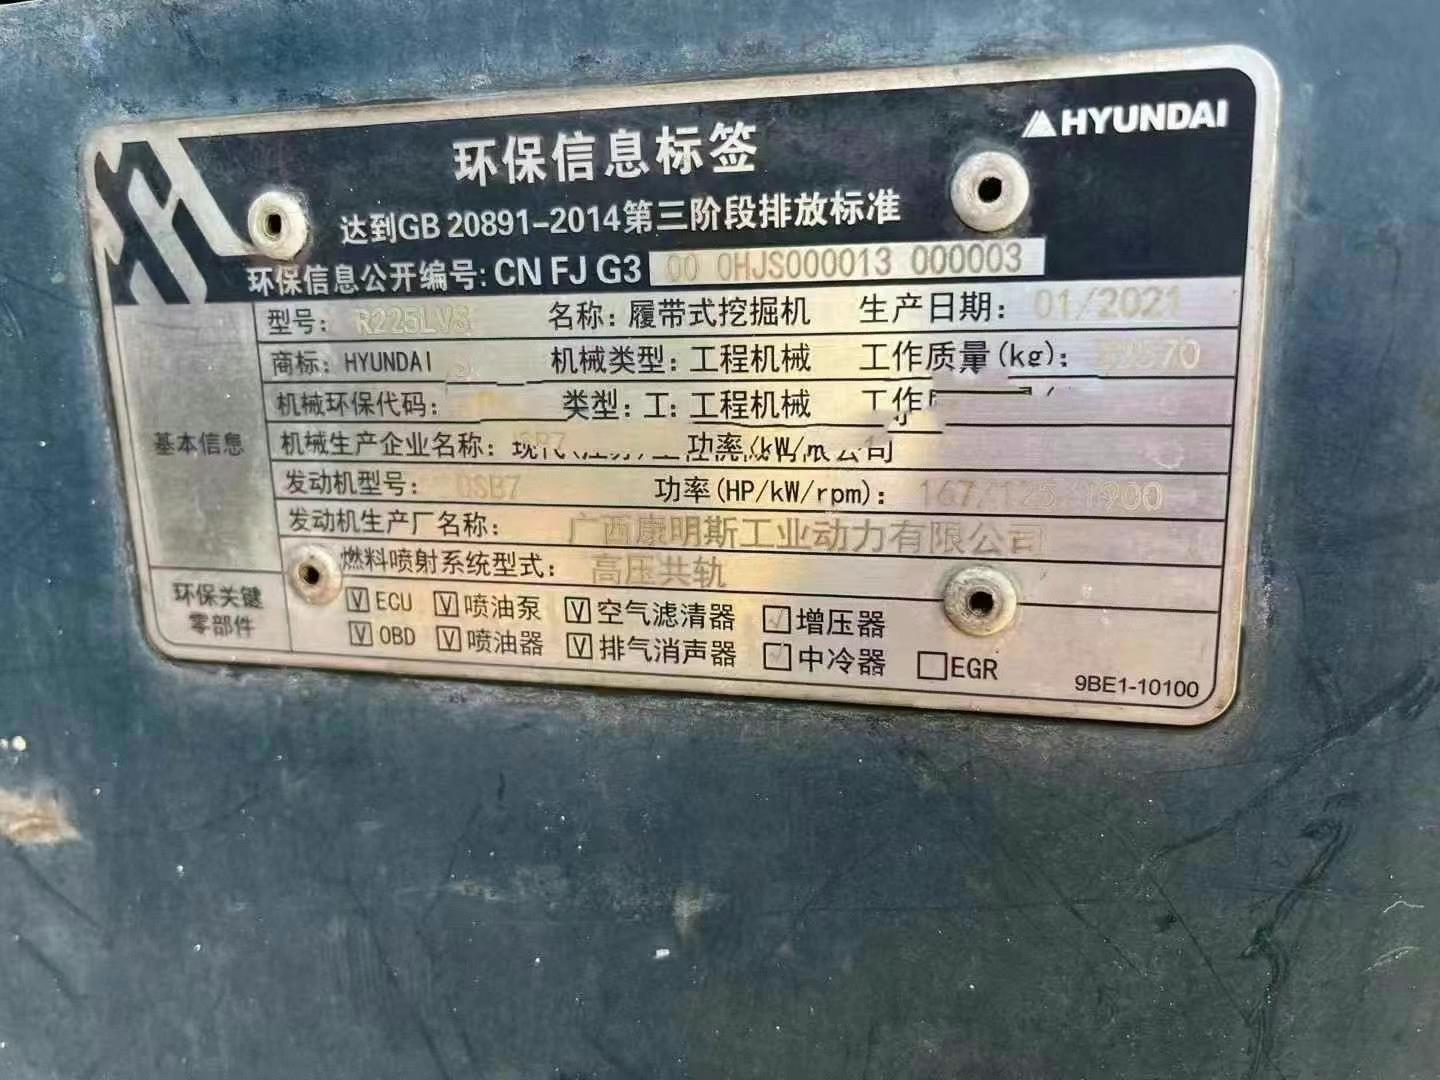 HYUNDAI
环保信息标签
达到GB 20891-2014第三阶段排放标准
环保信息公开编号: CN FJ G3 00 0HJS000013 000003
型号: R225LVS 名称: 履带式挖掘机 生产日期: 01/2021
商标: HYUNDAI 机械类型: 工程机械 工作质量(kg):
机械环保代码: 类型: 工: 工程机械 工作
基本信息
机械生产企业名称: 功率(kW/
发动机型号: QSB7 功率(HP/kW/rpm): 167/125/1900
发动机生产厂名称: 广西康明斯工业动力有限公司
燃料喷射系统型式: 高压共轨
环保关键零部件
V ECU V 喷油泵 V 空气滤清器 √ 增压器
V OBD V 喷油器 V 排气消声器 √ 中冷器 □ EGR
9BE1-10100